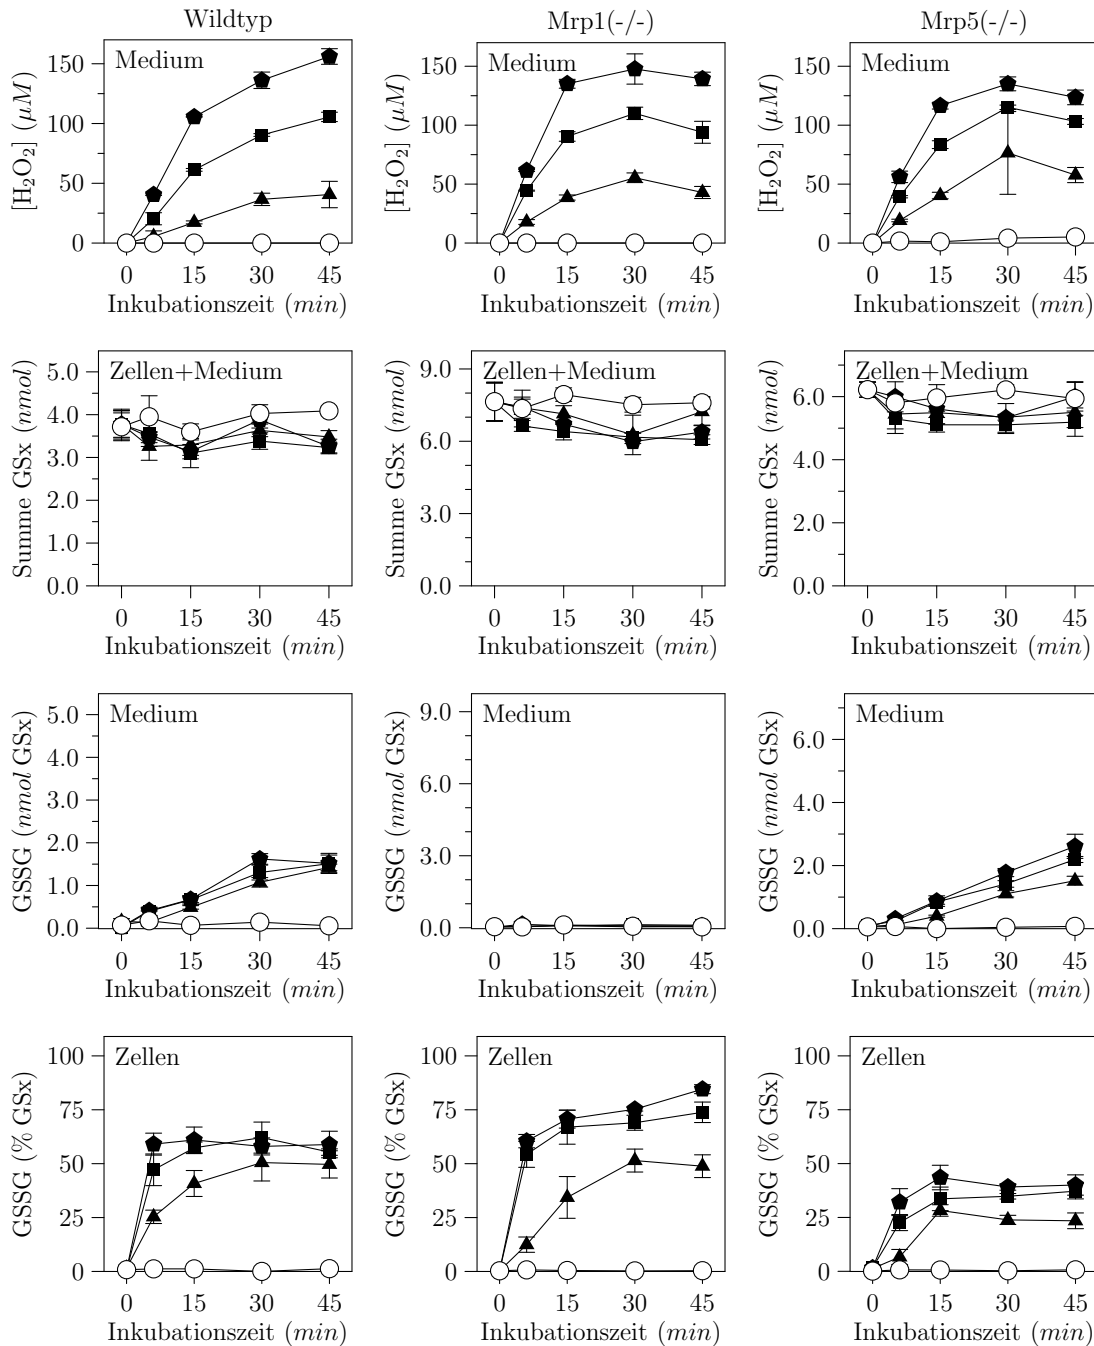 Wildtyp
Mrp1(-/-)
Mrp5(-/-)
Medium
[H₂O₂] (μM)
150
100
50
0
0 15 30 45
Inkubationszeit (min)
Medium
[H₂O₂] (μM)
150
100
50
0
0 15 30 45
Inkubationszeit (min)
Medium
[H₂O₂] (μM)
150
100
50
0
0 15 30 45
Inkubationszeit (min)
Zellen+Medium
Summe GSx (nmol)
5.0
4.0
3.0
2.0
1.0
0.0
0 15 30 45
Inkubationszeit (min)
Zellen+Medium
Summe GSx (nmol)
9.0
6.0
3.0
0.0
0 15 30 45
Inkubationszeit (min)
Zellen+Medium
Summe GSx (nmol)
6.0
4.0
2.0
0.0
0 15 30 45
Inkubationszeit (min)
Medium
GSSG (nmol GSx)
5.0
4.0
3.0
2.0
1.0
0.0
0 15 30 45
Inkubationszeit (min)
Medium
GSSG (nmol GSx)
9.0
6.0
3.0
0.0
0 15 30 45
Inkubationszeit (min)
Medium
GSSG (nmol GSx)
6.0
4.0
2.0
0.0
0 15 30 45
Inkubationszeit (min)
Zellen
GSSG (% GSx)
100
75
50
25
0
0 15 30 45
Inkubationszeit (min)
Zellen
GSSG (% GSx)
100
75
50
25
0
0 15 30 45
Inkubationszeit (min)
Zellen
GSSG (% GSx)
100
75
50
25
0
0 15 30 45
Inkubationszeit (min)